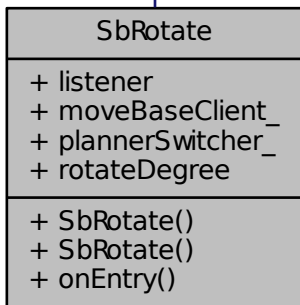 SbRotate
+ listener
+ moveBaseClient_
+ plannerSwitcher_
+ rotateDegree
+ SbRotate()
+ SbRotate()
+ onEntry()